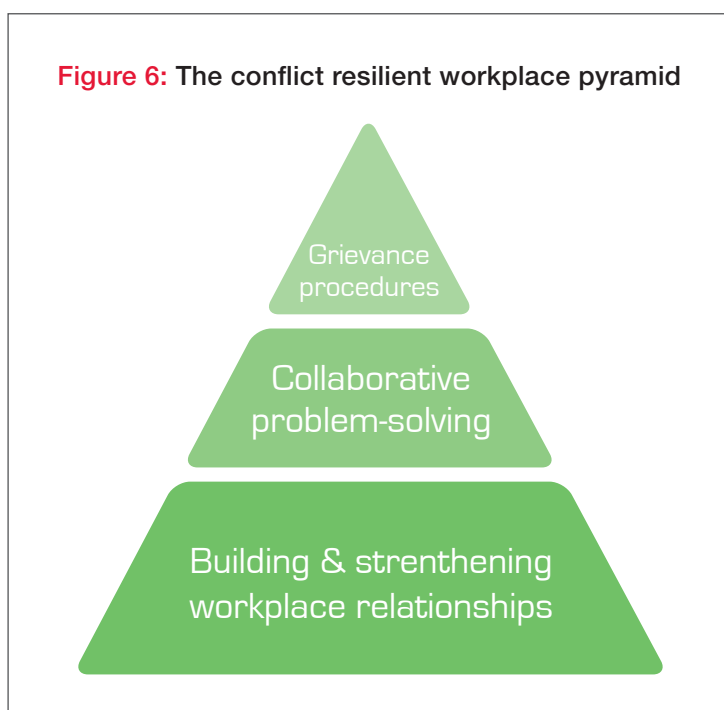 Figure 6: The conflict resilient workplace pyramid
Grievance
procedures
Collaborative
problem-solving
Building & strenthening
workplace relationships